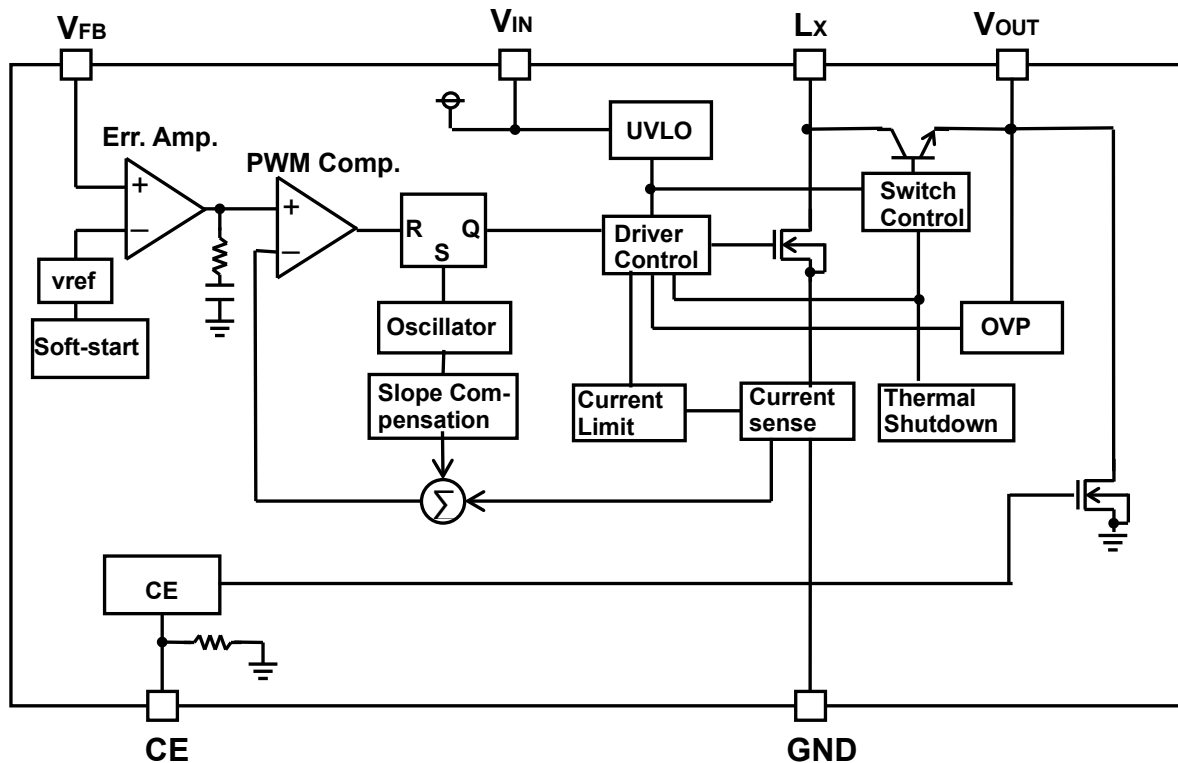 VFB
VIN
LX
VOUT
Err. Amp.
UVLO
PWM Comp.
+
−
+
−
R
Q
S
Driver
Control
Switch
Control
vref
Soft-start
Oscillator
OVP
Slope Com-
pensation
Current
Limit
Current
sense
Thermal
Shutdown
Σ
CE
CE
GND